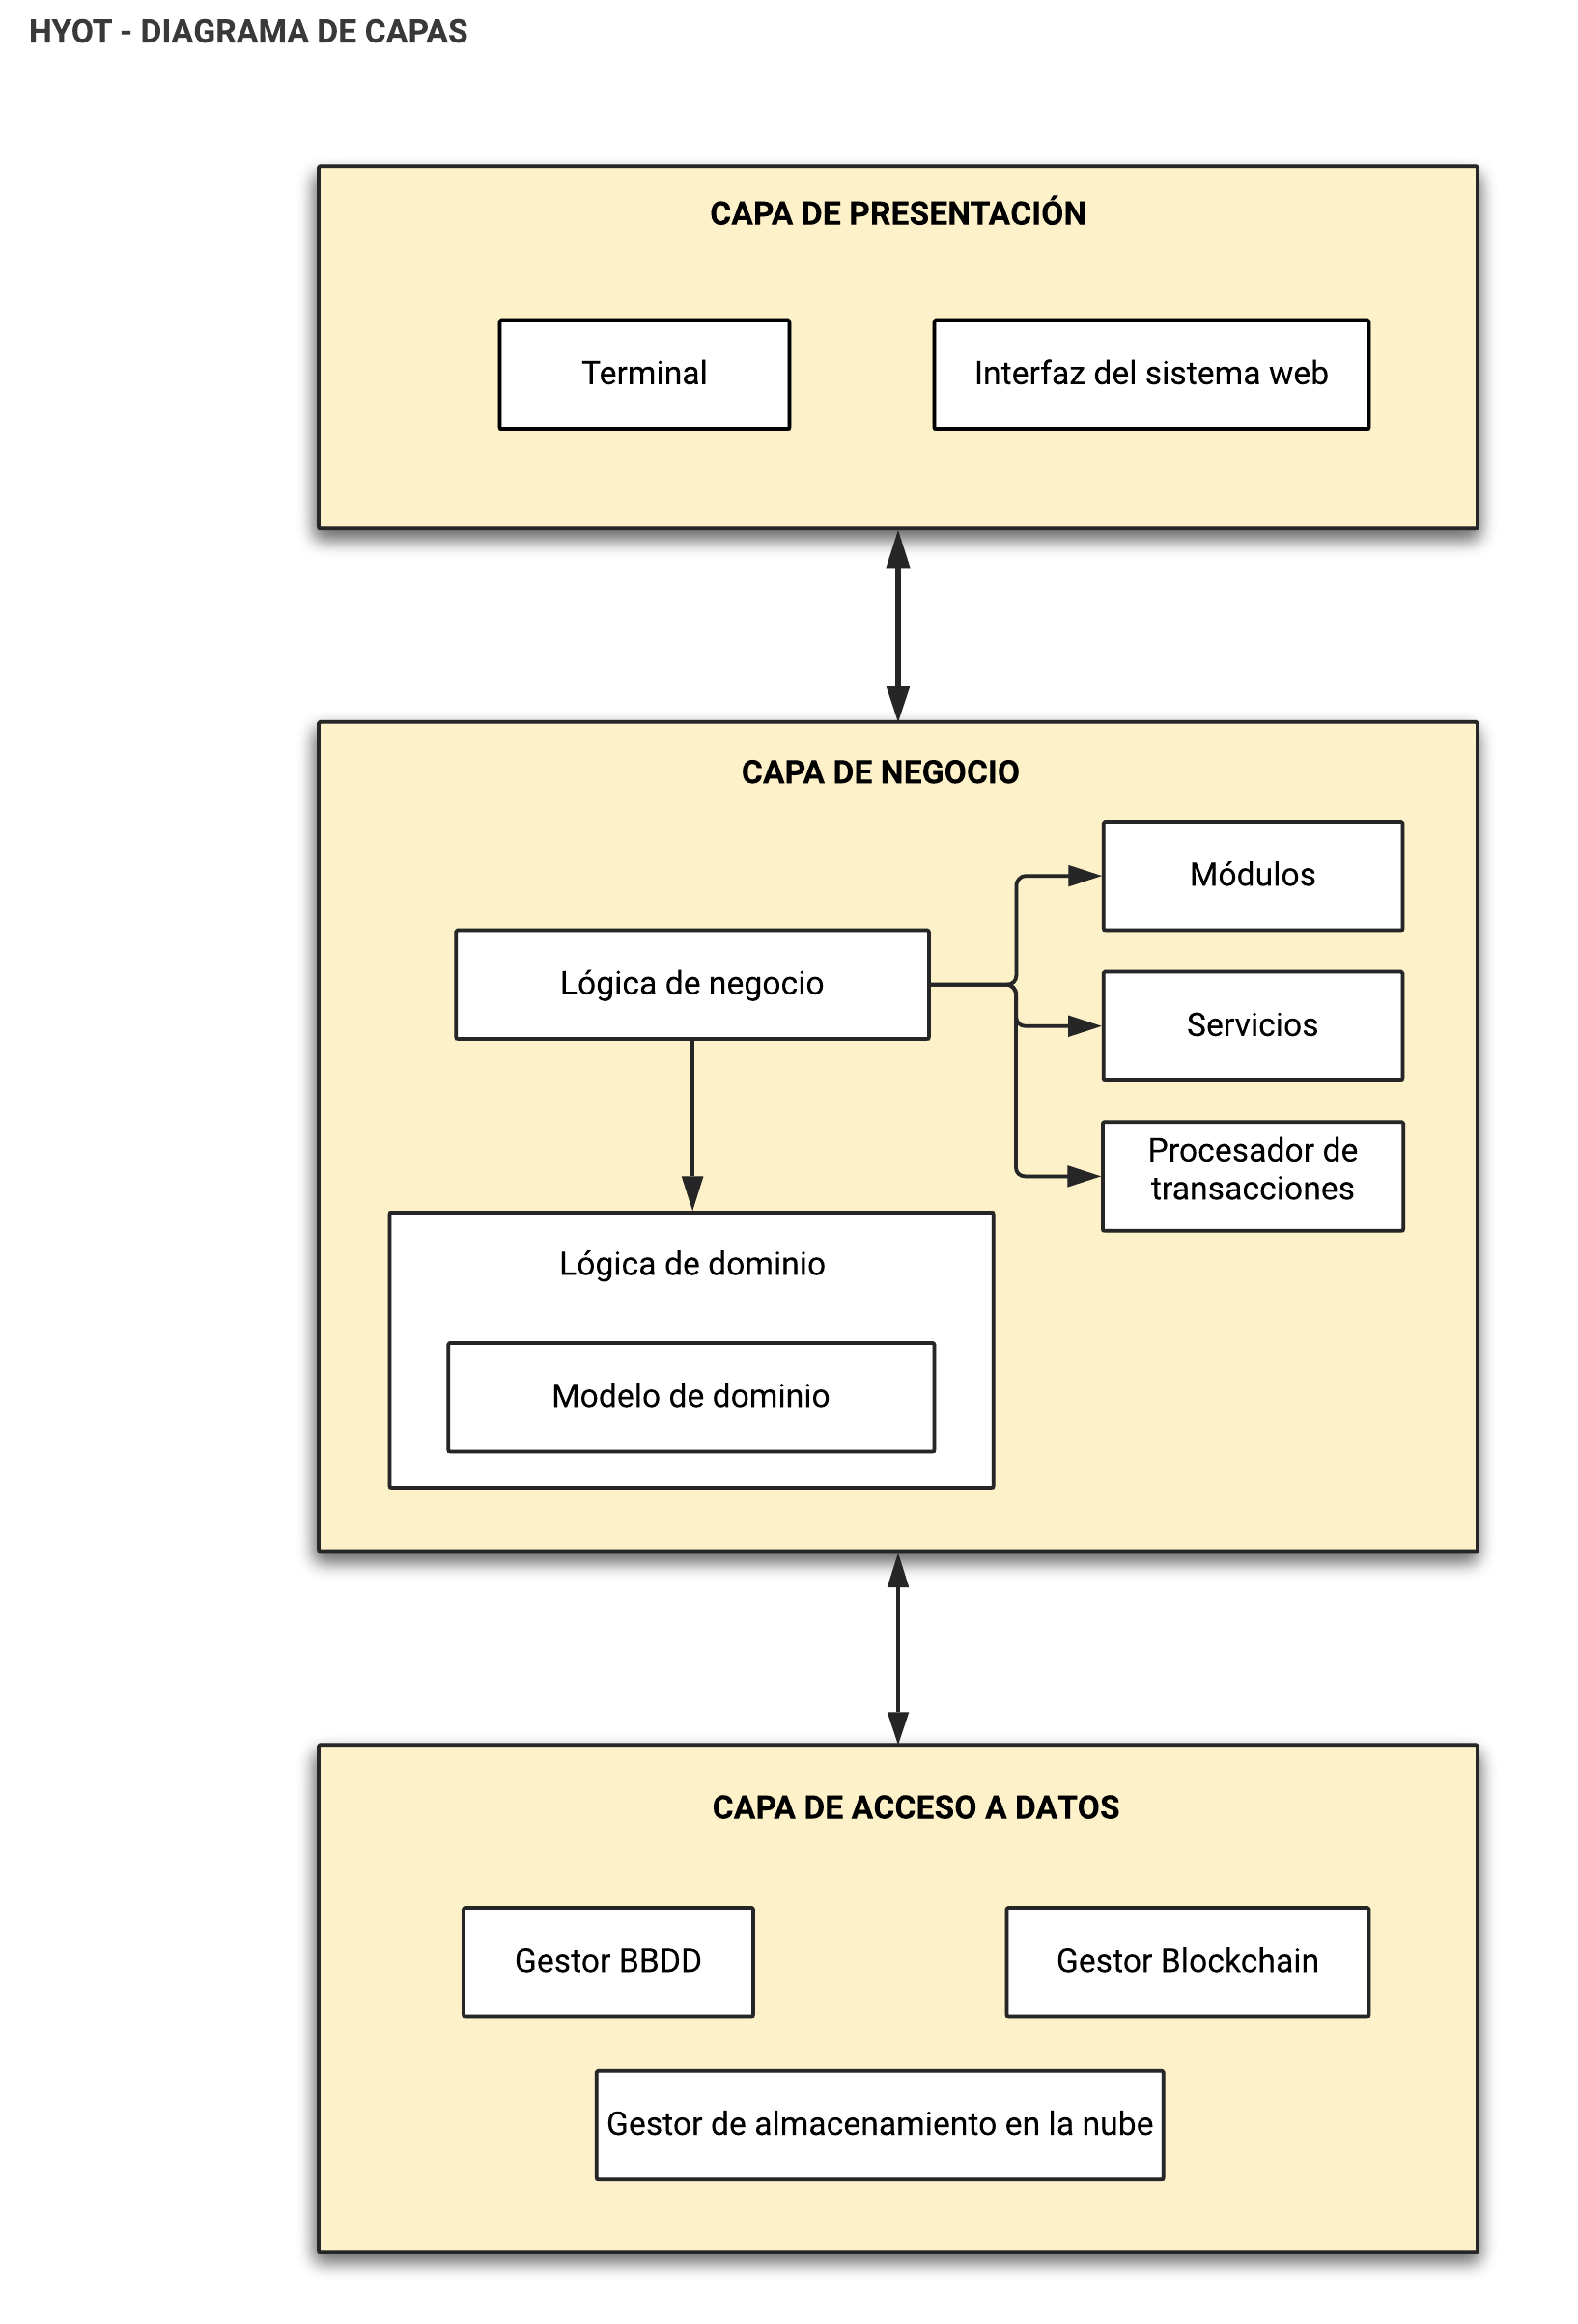 HYOT - DIAGRAMA DE CAPAS
CAPA DE PRESENTACIÓN
Terminal
Interfaz del sistema web
CAPA DE NEGOCIO
Módulos
Lógica de negocio
Servicios
Procesador de
transacciones
Lógica de dominio
Modelo de dominio
CAPA DE ACCESO A DATOS
Gestor BBDD
Gestor Blockchain
Gestor de almacenamiento en la nube